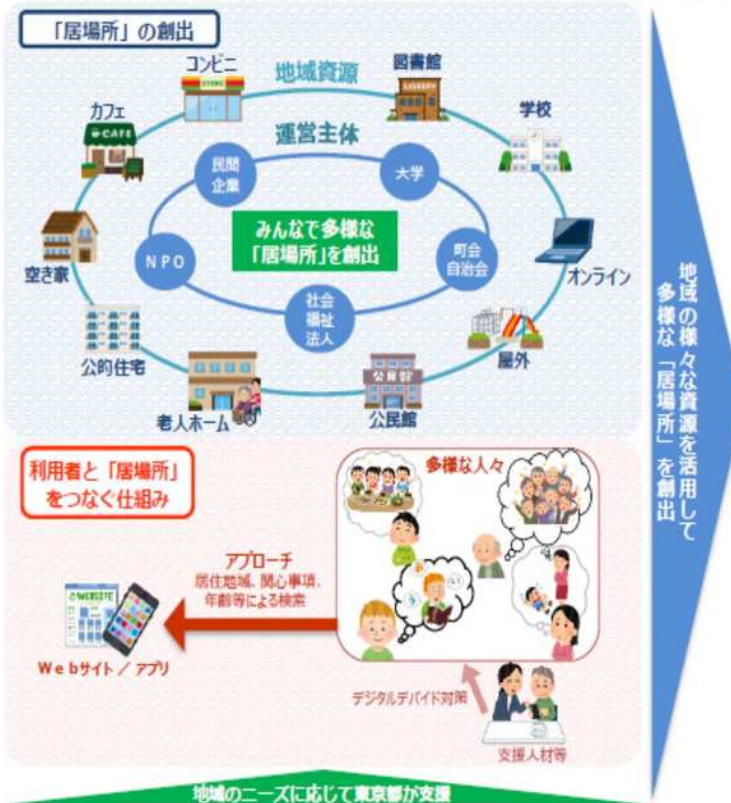 「居場所」の創出
コンビニ
地域資源
図書館
カフェ
STORE
LIBRARY
学校
CAFE
運営主体
民間
企業
大学
みんなで多様な
「居場所」を創出
空き家
NPO
町会
自治会
オンライン
社会
福祉
法人
公的住宅
屋外
老人ホーム
公民館
公民館
地域の様々な資源を活用して
多様な「居場所」を創出
利用者と「居場所」
をつなぐ仕組み
多様な人々
アプローチ
居住地域、関心事項、
年齢等による検索
WEBSITE
Webサイト／アプリ
デジタルデバイド対策
支援人材等
地域のニーズに応じて東京都が支援